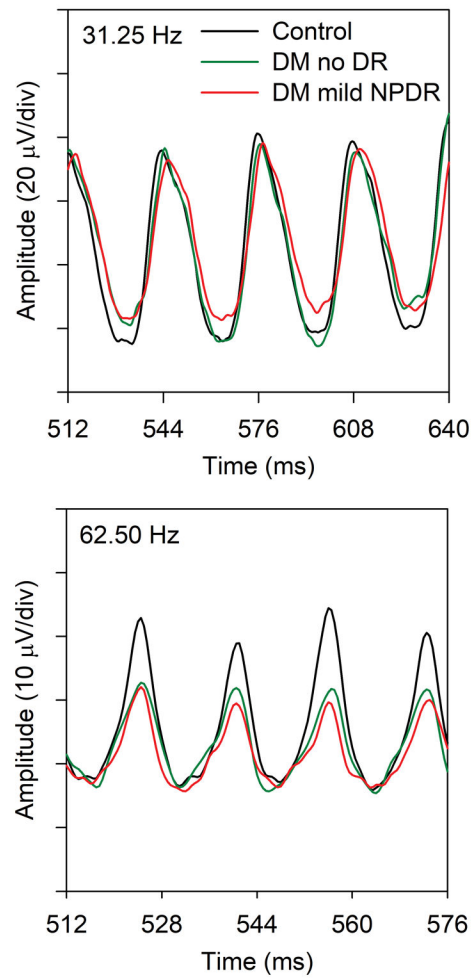 31.25 Hz
Control
DM no DR
DM mild NPDR
Amplitude (20 μV/div)
512 544 576 608 640
Time (ms)
62.50 Hz
Amplitude (10 μV/div)
512 528 544 560 576
Time (ms)